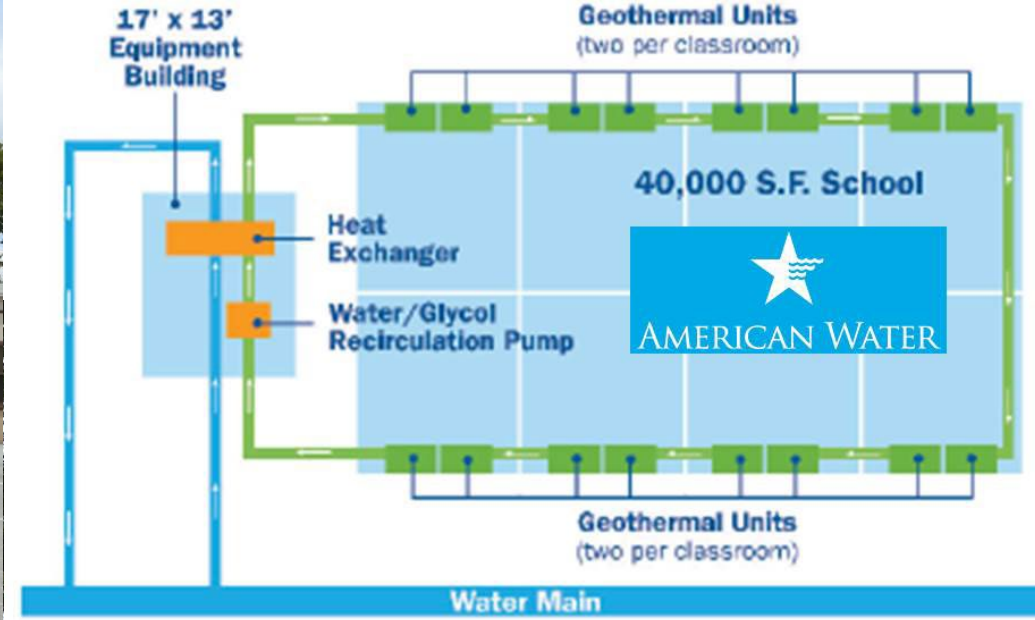 17' x 13'
Equipment
Building
Geothermal Units
(two per classroom)
40,000 S.F. School
Heat
Exchanger
AMERICAN WATER
Water/Glycol
Recirculation Pump
Geothermal Units
(two per classroom)
Water Main